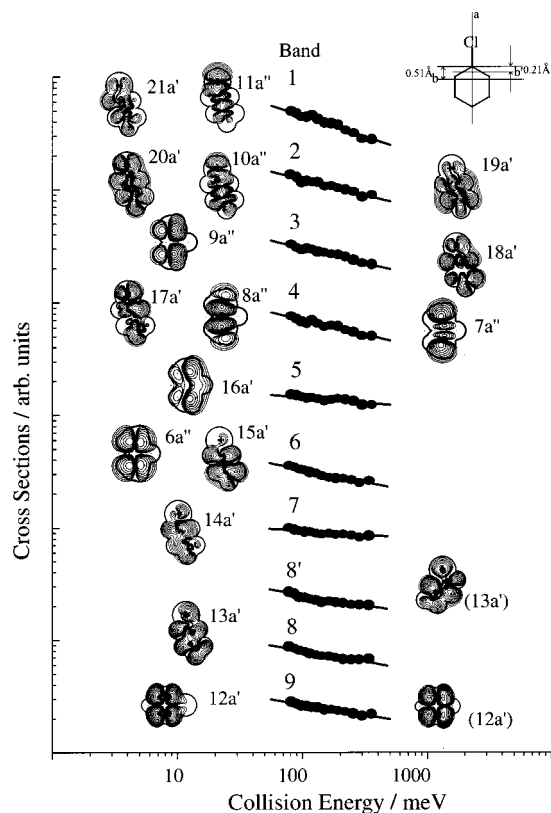 a
Cl
0.51Å
b
b'
0.21Å
Band
21a'
11a"
1
20a'
10a"
2
19a'
9a"
3
18a'
17a'
8a"
4
7a"
16a'
5
6a"
15a'
6
14a'
7
8'
(13a')
13a'
8
12a'
9
(12a')
Cross Sections / arb. units
10
100
1000
Collision Energy / meV